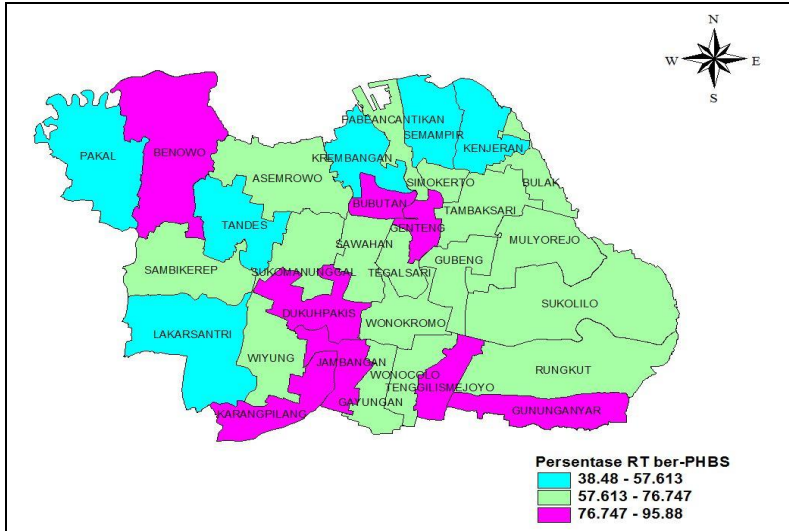 N
W E
S
PABEANCANTIKAN
SEMAMPIR
KENJERAN
PAKAL
BENOWO
KREMBANGAN
ASEMROWO
SIMOKERTO
BULAK
BUBUTAN
TAMBAKSARI
TANDES
GENTENG
SAWAHAN
MULYOREJO
GUBENG
SAMBIKEREP
SUKOMANUNGGAL
TEGALSARI
SUKOLILO
DUKUHPAKIS
WONOKROMO
LAKARSANTRI
WIYUNG
JAMBANGAN
WONOCOLO
RUNGKUT
TENGGILISMEJOYO
GAYUNGAN
KARANGPILANG
GUNUNGANYAR
Persentase RT ber-PHBS
38.48 - 57.613
57.613 - 76.747
76.747 - 95.88